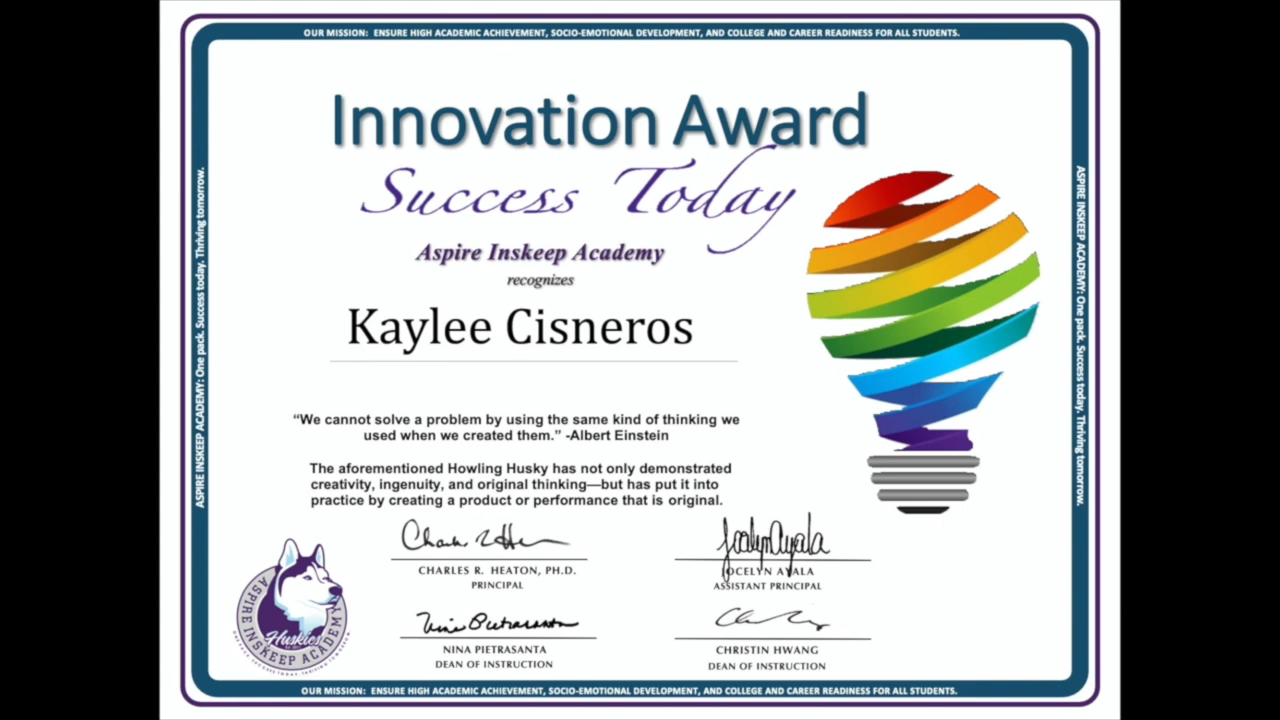 OUR MISSION: ENSURE HIGH ACADEMIC ACHIEVEMENT, SOCIO-EMOTIONAL DEVELOPMENT, AND COLLEGE AND CAREER READINESS FOR ALL STUDENTS.
Innovation Award
Success Today
Aspire Inskeep Academy
recognizes
Kaylee Cisneros
“We cannot solve a problem by using the same kind of thinking we
used when we created them.” -Albert Einstein
The aforementioned Howling Husky has not only demonstrated
creativity, ingenuity, and original thinking—but has put it into
practice by creating a product or performance that is original.
CHARLES R. HEATON, PH.D.
PRINCIPAL
Jocelyn Ayala
JOCELYN AYALA
ASSISTANT PRINCIPAL
Nina Pietrasanta
NINA PIETRASANTA
DEAN OF INSTRUCTION
CHRISTIN HWANG
DEAN OF INSTRUCTION
ASPIRE INSKEEP ACADEMY
Huskies
ASPIRE INSKEEP ACADEMY: One pack. Success today. Thriving tomorrow.
ASPIRE INSKEEP ACADEMY: One pack. Success today. Thriving tomorrow.
OUR MISSION: ENSURE HIGH ACADEMIC ACHIEVEMENT, SOCIO-EMOTIONAL DEVELOPMENT, AND COLLEGE AND CAREER READINESS FOR ALL STUDENTS.